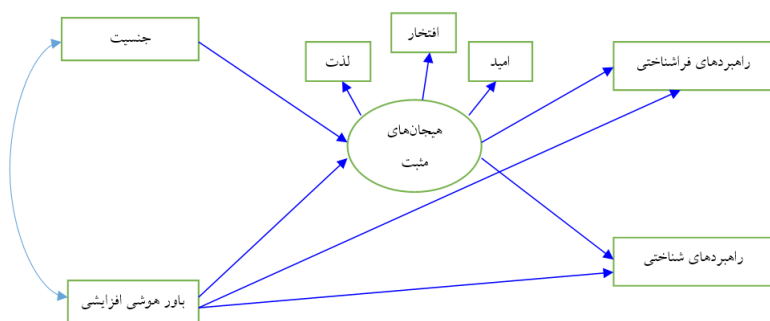 افتخار
جنسیت
لذت
امید
راهبردهای فراشناختی
هیجان‌های
مثبت
راهبردهای شناختی
باور هوشی افزایشی